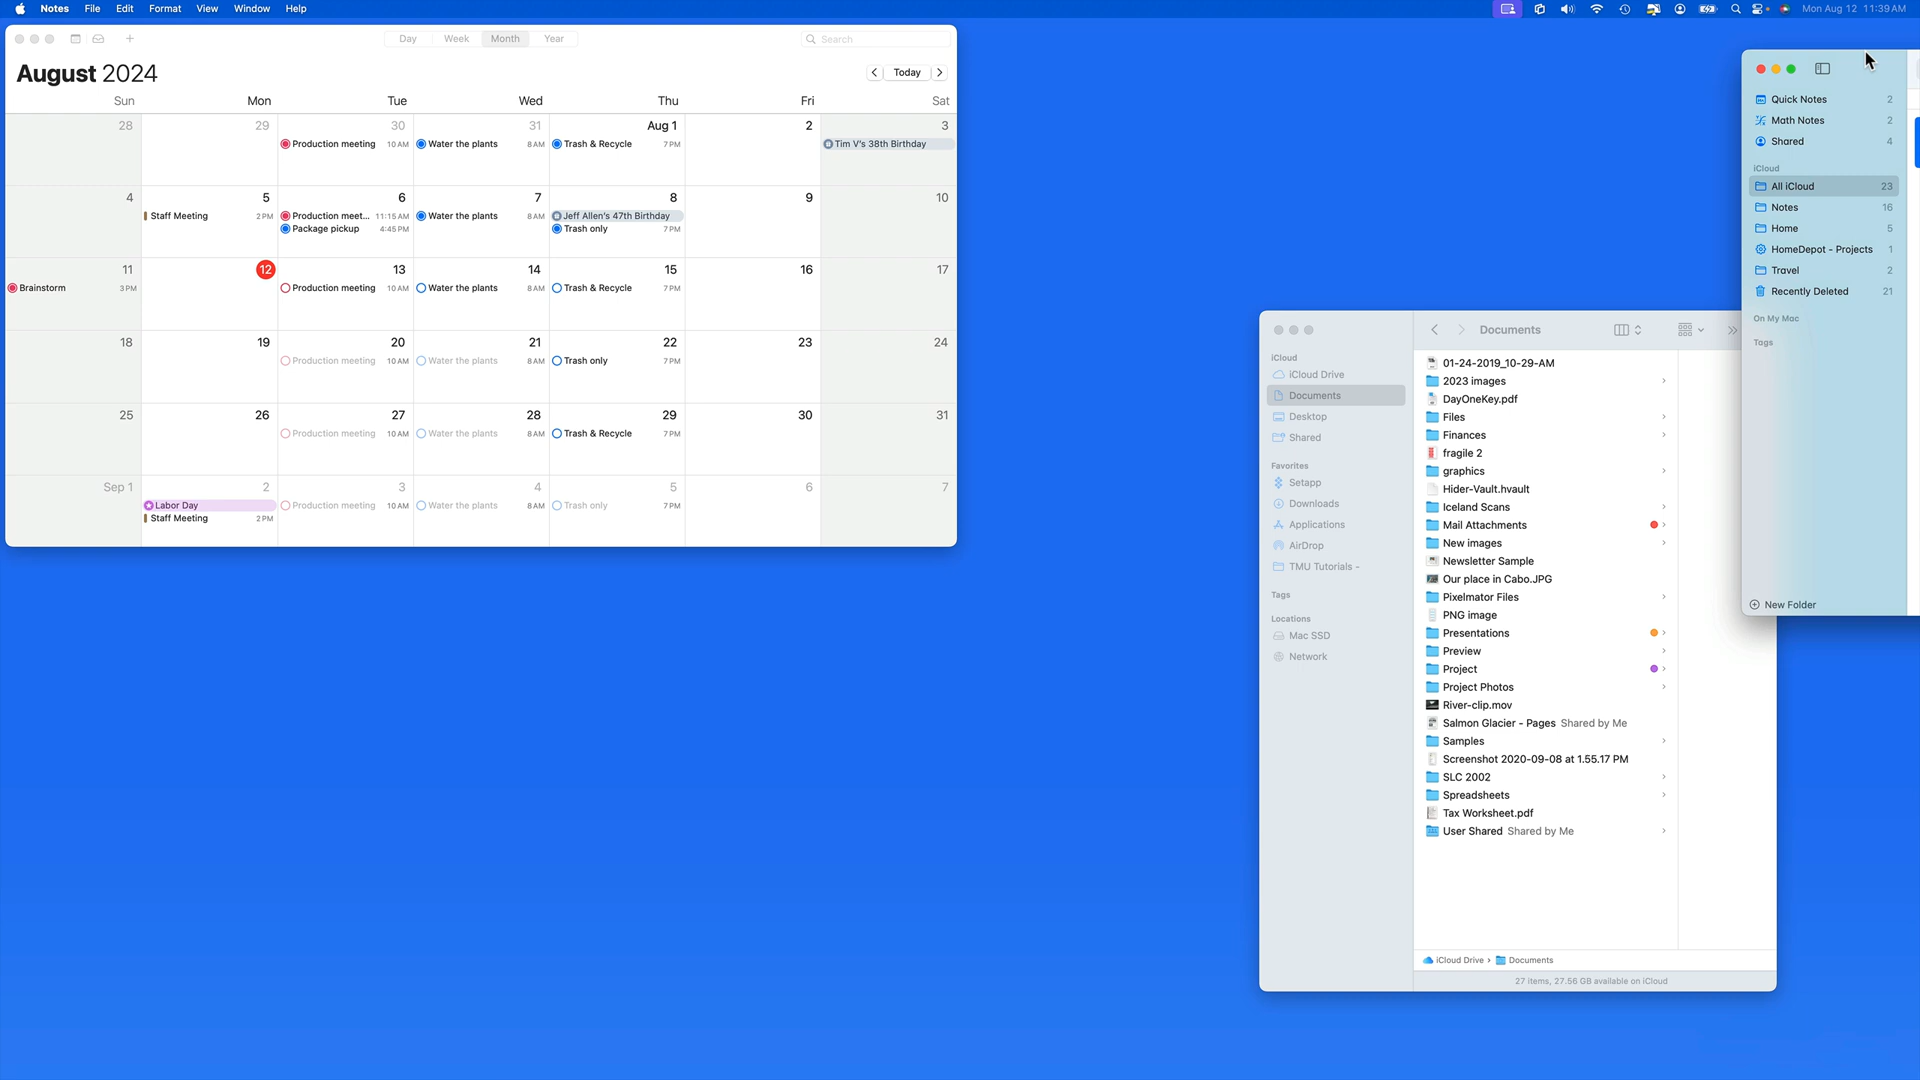 Notes File Edit Format View Window Help
Mon Aug 12 11:39 AM
Day Week Month Year
Search
August 2024
Today
Sun Mon Tue Wed Thu Fri Sat
28 29 30 31 Aug 1 2 3
Production meeting 10 AM Water the plants 8 AM Trash & Recycle 7 PM Tim V's 38th Birthday
4 5 6 7 8 9 10
Staff Meeting 2 PM Production meet... 11:15 AM Water the plants 8 AM Jeff Allen's 47th Birthday
Package pickup 4:45 PM Trash only 7 PM
11 12 13 14 15 16 17
Brainstorm 3 PM Production meeting 10 AM Water the plants 8 AM Trash & Recycle 7 PM
18 19 20 21 22 23 24
Production meeting 10 AM Water the plants 8 AM Trash only 7 PM
25 26 27 28 29 30 31
Production meeting 10 AM Water the plants 8 AM Trash & Recycle 7 PM
Sep 1 2 3 4 5 6 7
Labor Day Production meeting 10 AM Water the plants 8 AM Trash only 7 PM
Staff Meeting 2 PM
Documents
iCloud
iCloud Drive
Documents
Desktop
Shared
Favorites
Setapp
Downloads
Applications
AirDrop
TMU Tutorials -
Tags
Locations
Mac SSD
Network
01-24-2019_10-29-AM
2023 images
DayOneKey.pdf
Files
Finances
fragile 2
graphics
Hider-Vault.hvault
Iceland Scans
Mail Attachments
New images
Newsletter Sample
Our place in Cabo.JPG
Pixelmator Files
PNG image
Presentations
Preview
Project
Project Photos
River-clip.mov
Salmon Glacier - Pages Shared by Me
Samples
Screenshot 2020-09-08 at 1.55.17 PM
SLC 2002
Spreadsheets
Tax Worksheet.pdf
User Shared Shared by Me
iCloud Drive › Documents
27 items, 27.56 GB available on iCloud
Quick Notes 2
Math Notes 2
Shared 4
iCloud
All iCloud 23
Notes 16
Home 5
HomeDepot - Projects 1
Travel 2
Recently Deleted 21
On My Mac
Tags
New Folder